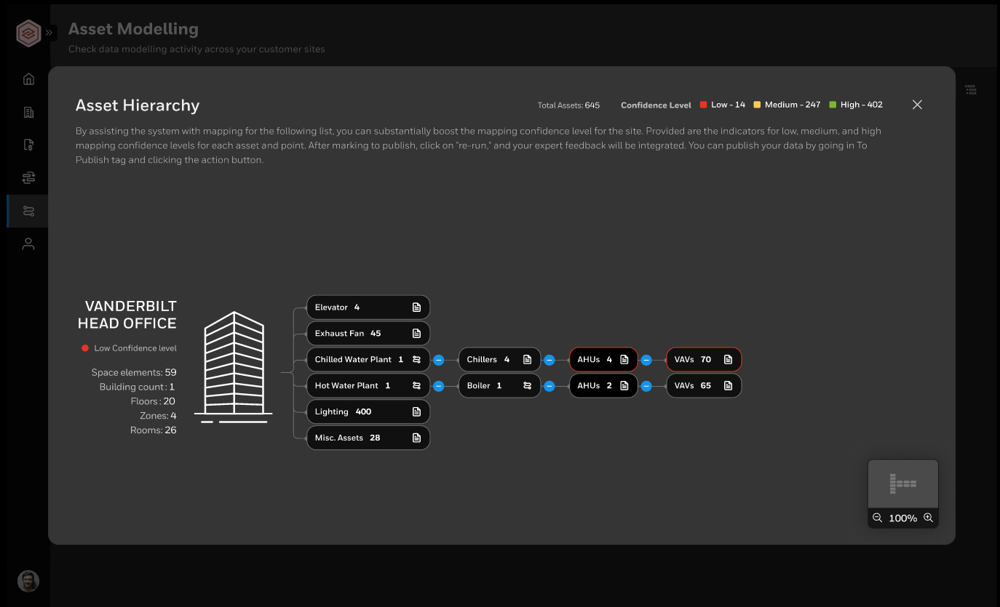 Asset Modelling
Check data modelling activity across your customer sites
Asset Hierarchy
Total Assets: 645
Confidence Level
Low - 14
Medium - 247
High - 402
By assisting the system with mapping for the following list, you can substantially boost the mapping confidence level for the site. Provided are the indicators for low, medium, and high
mapping confidence levels for each asset and point. After marking to publish, click on "re-run," and your expert feedback will be integrated. You can publish your data by going in To
Publish tag and clicking the action button.
VANDERBILT
HEAD OFFICE
Low Confidence level
Space elements: 59
Building count : 1
Floors : 20
Zones: 4
Rooms: 26
Elevator 4
Exhaust Fan 45
Chilled Water Plant 1
Chillers 4
AHUs 4
VAVs 70
Hot Water Plant 1
Boiler 1
AHUs 2
VAVs 65
Lighting 400
Misc. Assets 28
100%